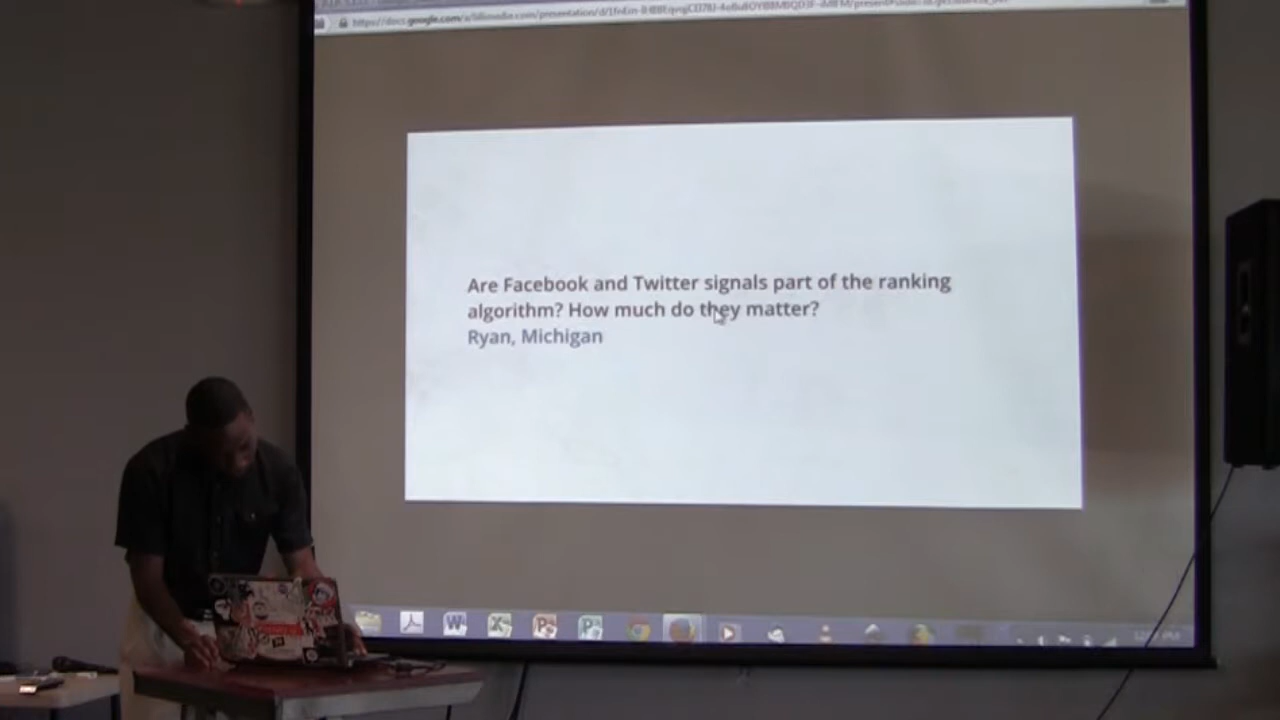 Are Facebook and Twitter signals part of the ranking
algorithm? How much do they matter?
Ryan, Michigan